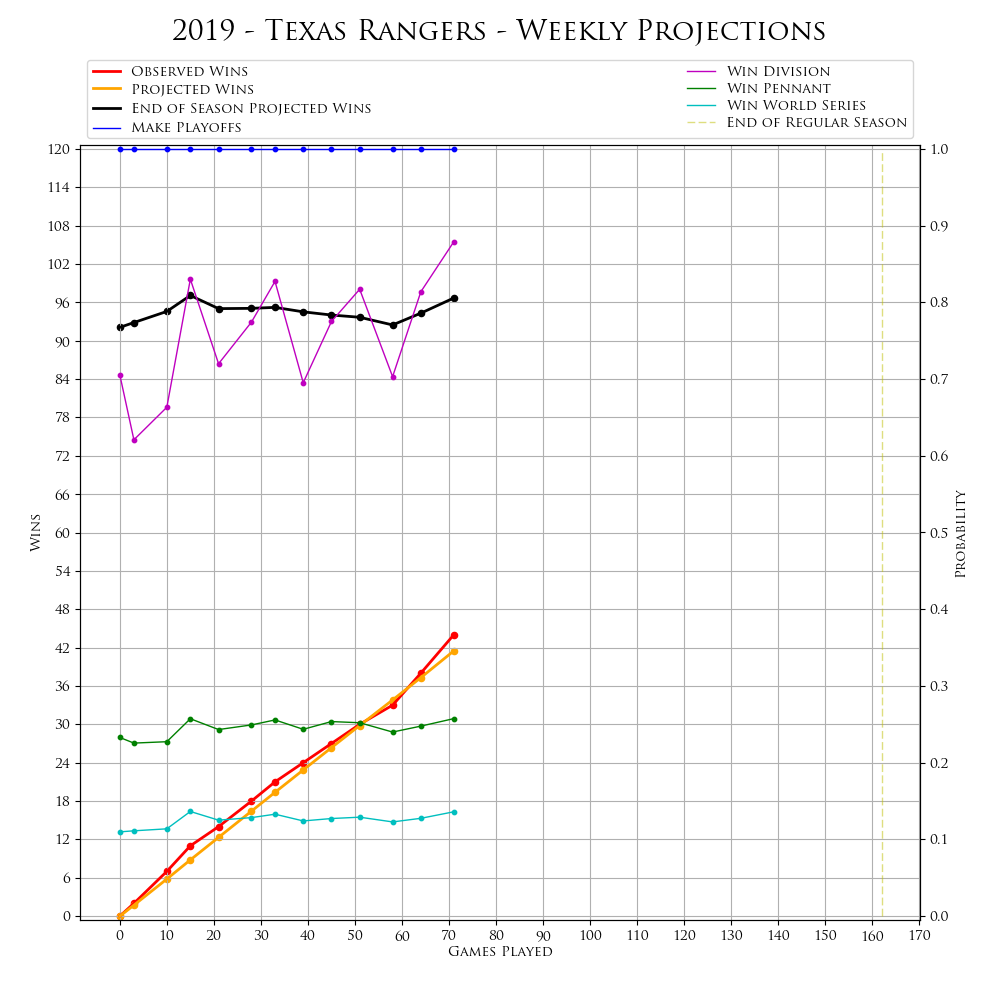 2019 - Texas Rangers - Weekly Projections
Observed Wins
Projected Wins
End of Season Projected Wins
Make Playoffs
Win Division
Win Pennant
Win World Series
End of Regular Season
120
114
108
102
96
90
84
78
72
66
60
54
48
42
36
30
24
18
12
6
0
Wins
1.0
0.9
0.8
0.7
0.6
0.5
0.4
0.3
0.2
0.1
0.0
Probability
0 10 20 30 40 50 60 70 80 90 100 110 120 130 140 150 160 170
Games Played